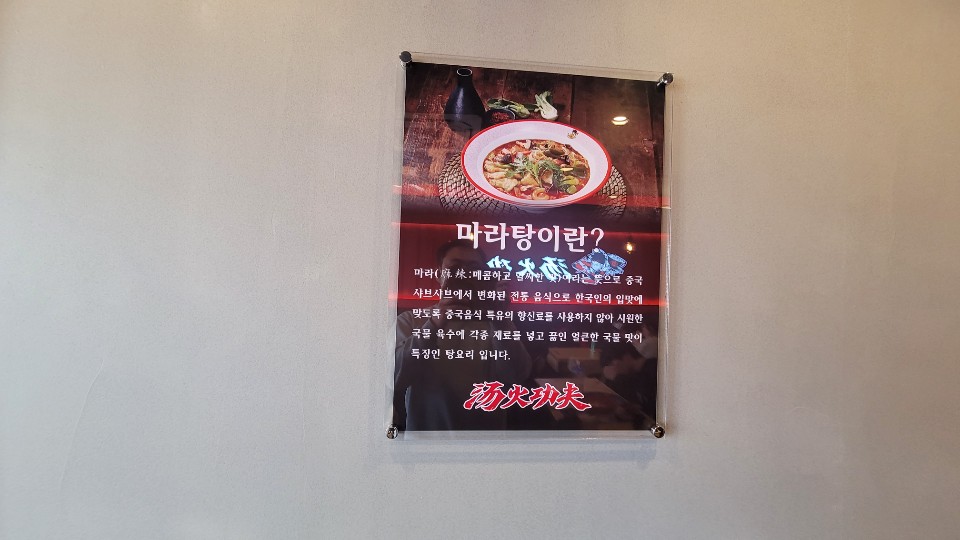 마라탕이란?
마라(麻辣:매콤하고 얼싸한 맛)이라는 뜻으로 중국
샤브샤브에서 변화된 전통 음식으로 한국인의 입맛에
맞도록 중국음식 특유의 향신료를 사용하지 않아 시원한
국물 육수에 각종 재료를 넣고 끓인 얼큰한 국물 맛이
특징인 탕요리 입니다.
汤火功夫